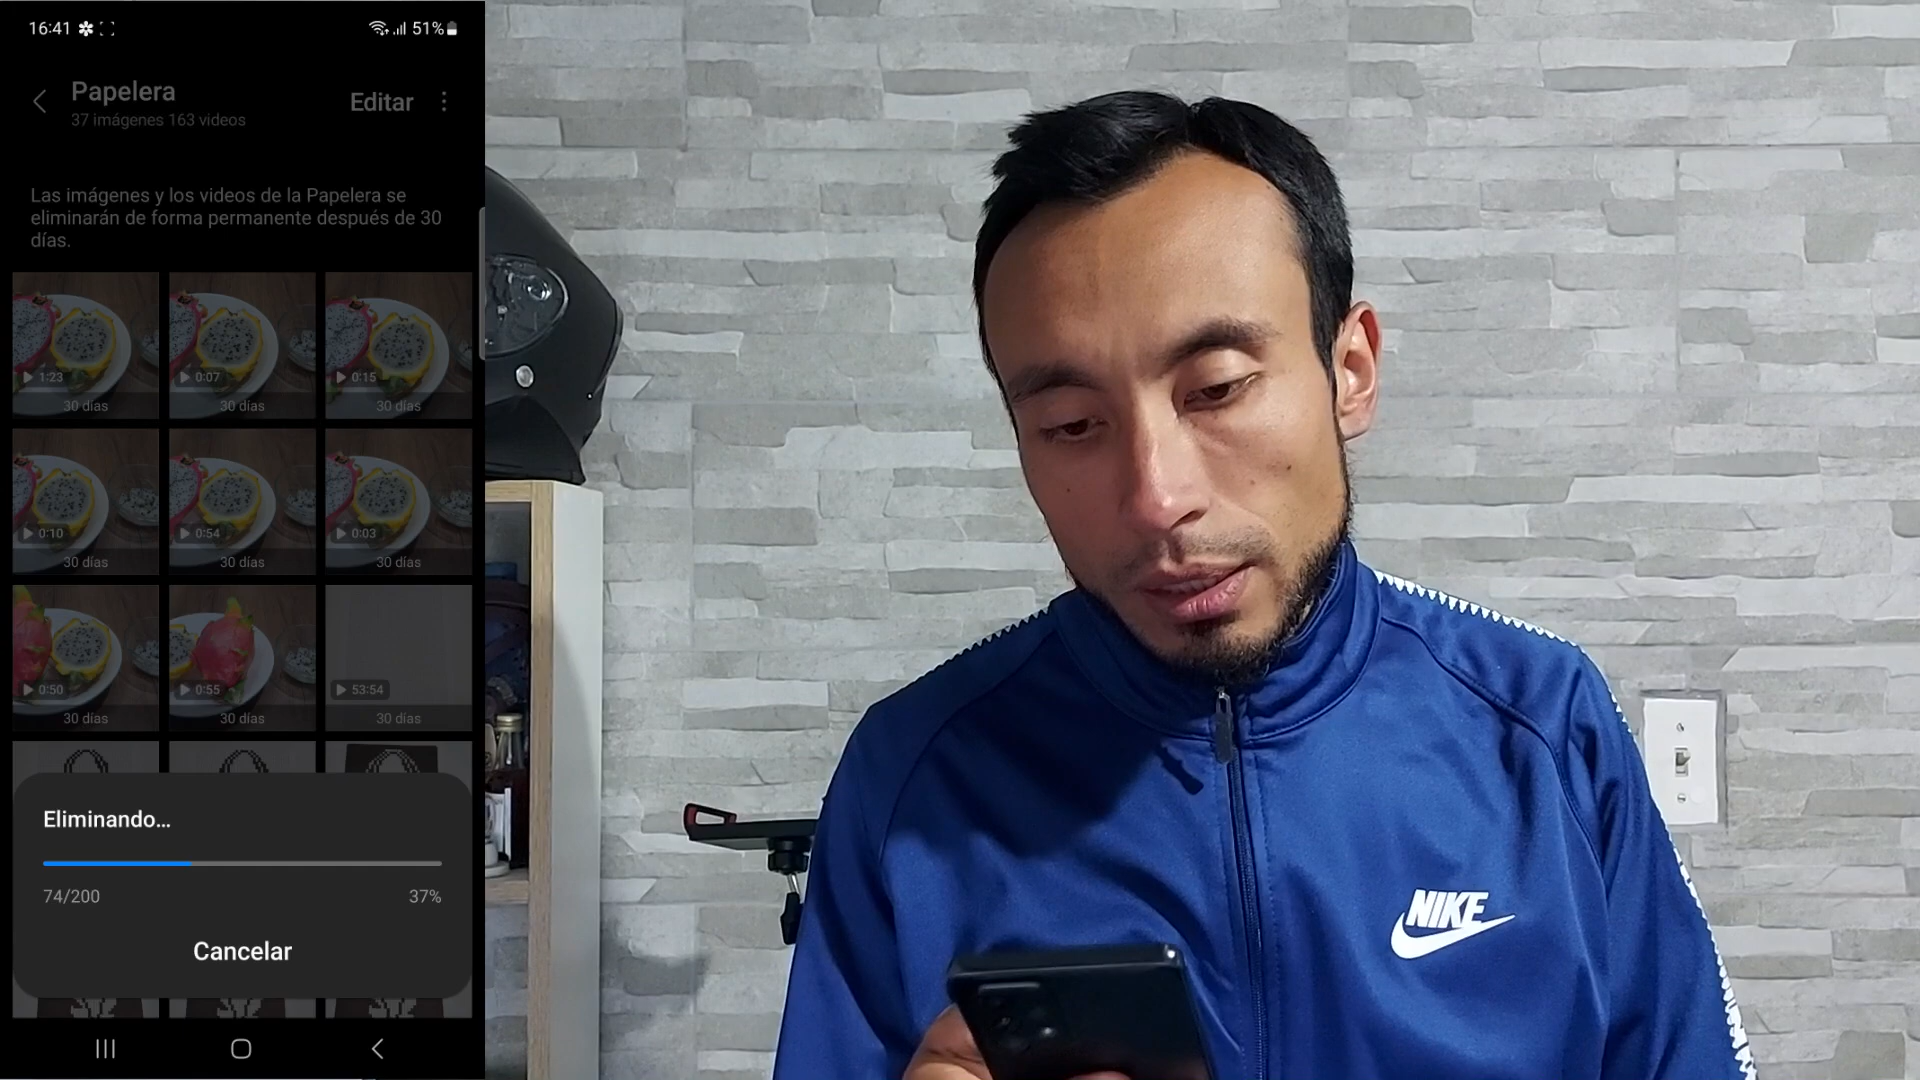 16:41
51%
Papelera
37 imágenes 163 videos
Editar
Las imágenes y los videos de la Papelera se
eliminarán de forma permanente después de 30
días.
1:23
30 días
0:07
30 días
0:15
30 días
0:10
30 días
0:54
30 días
0:03
30 días
0:50
30 días
0:55
30 días
53:54
30 días
Eliminando...
74/200
37%
Cancelar
NIKE